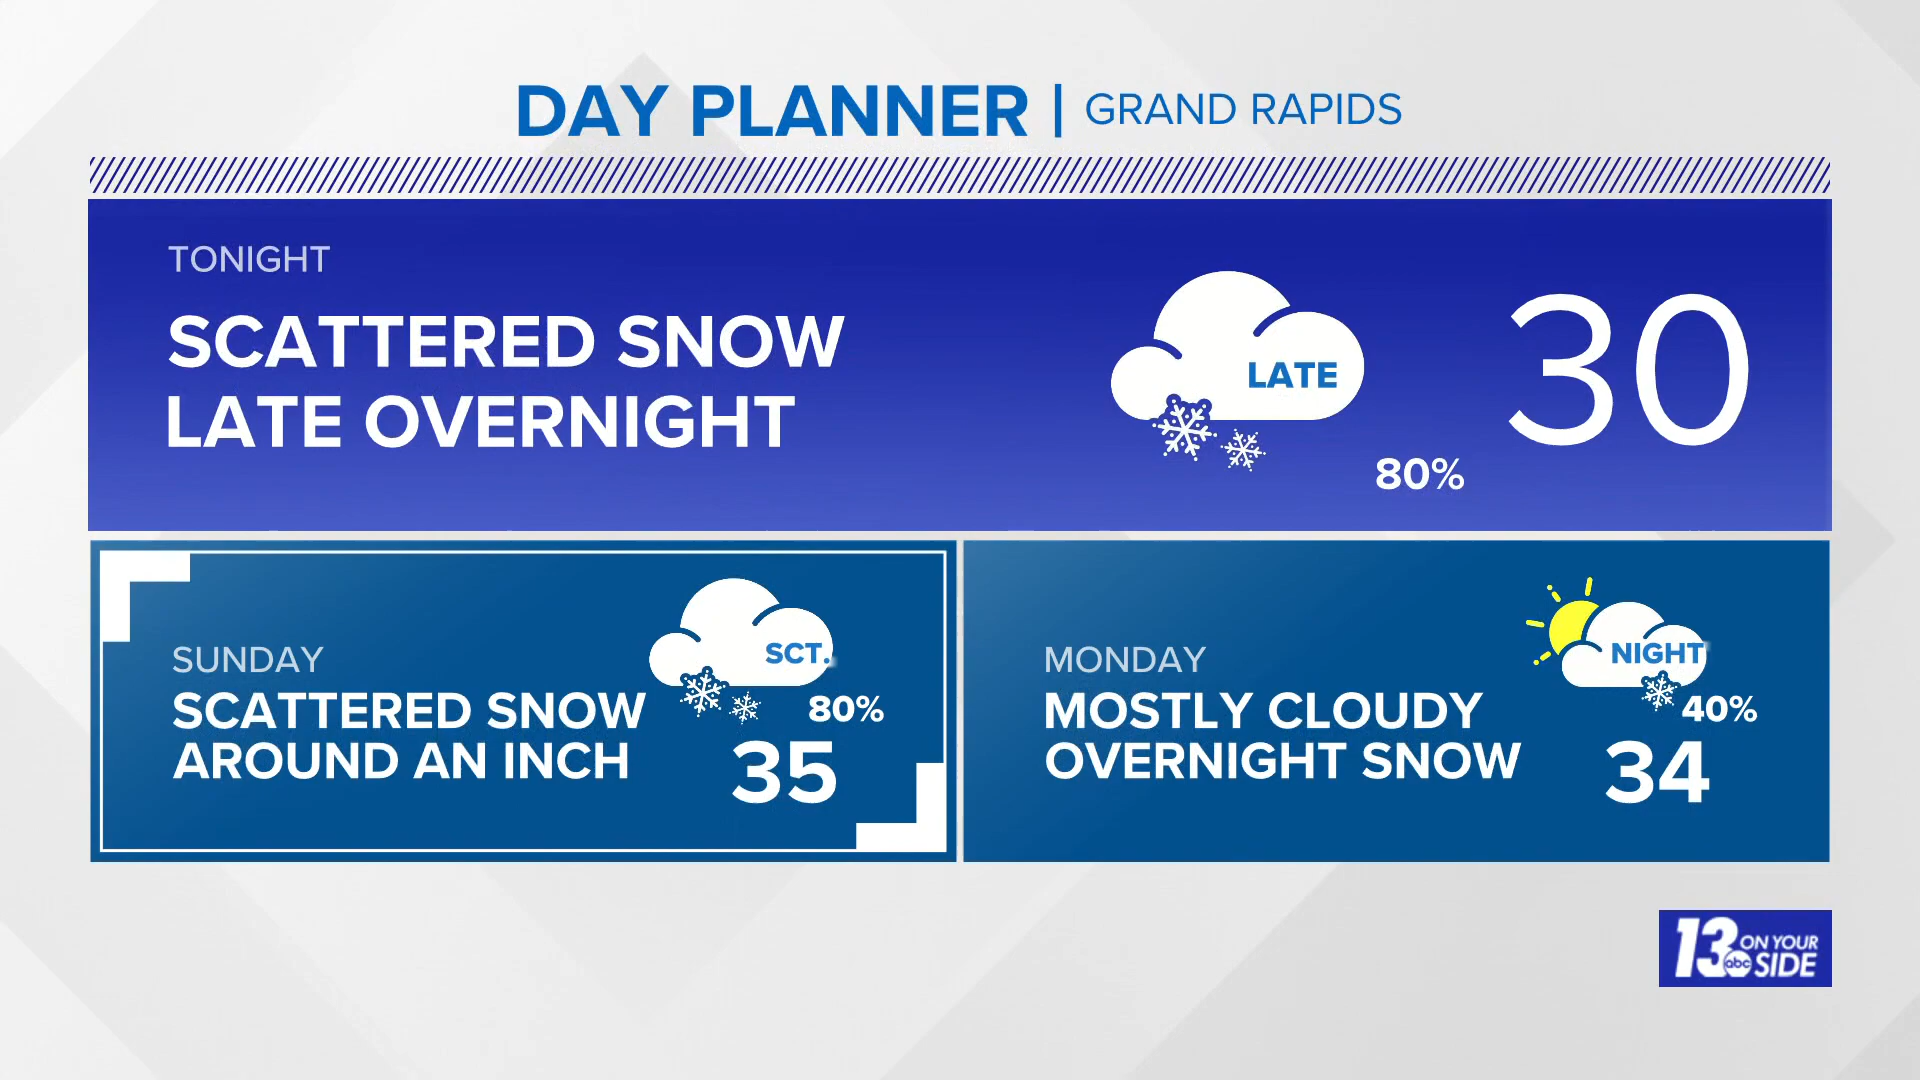 DAY PLANNER | GRAND RAPIDS
TONIGHT
SCATTERED SNOW
LATE OVERNIGHT
LATE
80%
30
SUNDAY
SCATTERED SNOW
AROUND AN INCH
SCT.
80%
35
MONDAY
MOSTLY CLOUDY
OVERNIGHT SNOW
NIGHT
40%
34
13 ON YOUR
abc SIDE